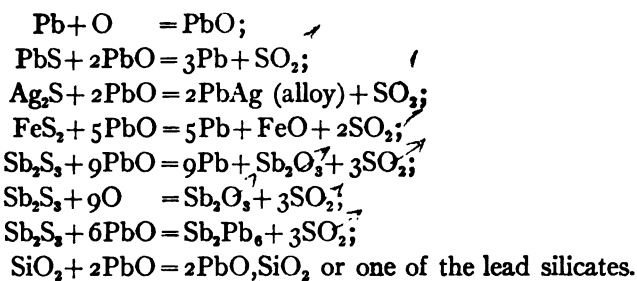 Pb+O =PbO;
PbS+2PbO=3Pb+SO₂;
Ag₂S+2PbO=2PbAg (alloy)+SO₂;
FeS₂+5PbO=5Pb+FeO+2SO₂;
Sb₂S₃+9PbO=9Pb+Sb₂O₃+3SO₂;
Sb₂S₃+9O =Sb₂O₃+3SO₂;
Sb₂S₃+6PbO=Sb₂Pb₆+3SO₂;
SiO₂+2PbO=2PbO,SiO₂ or one of the lead silicates.